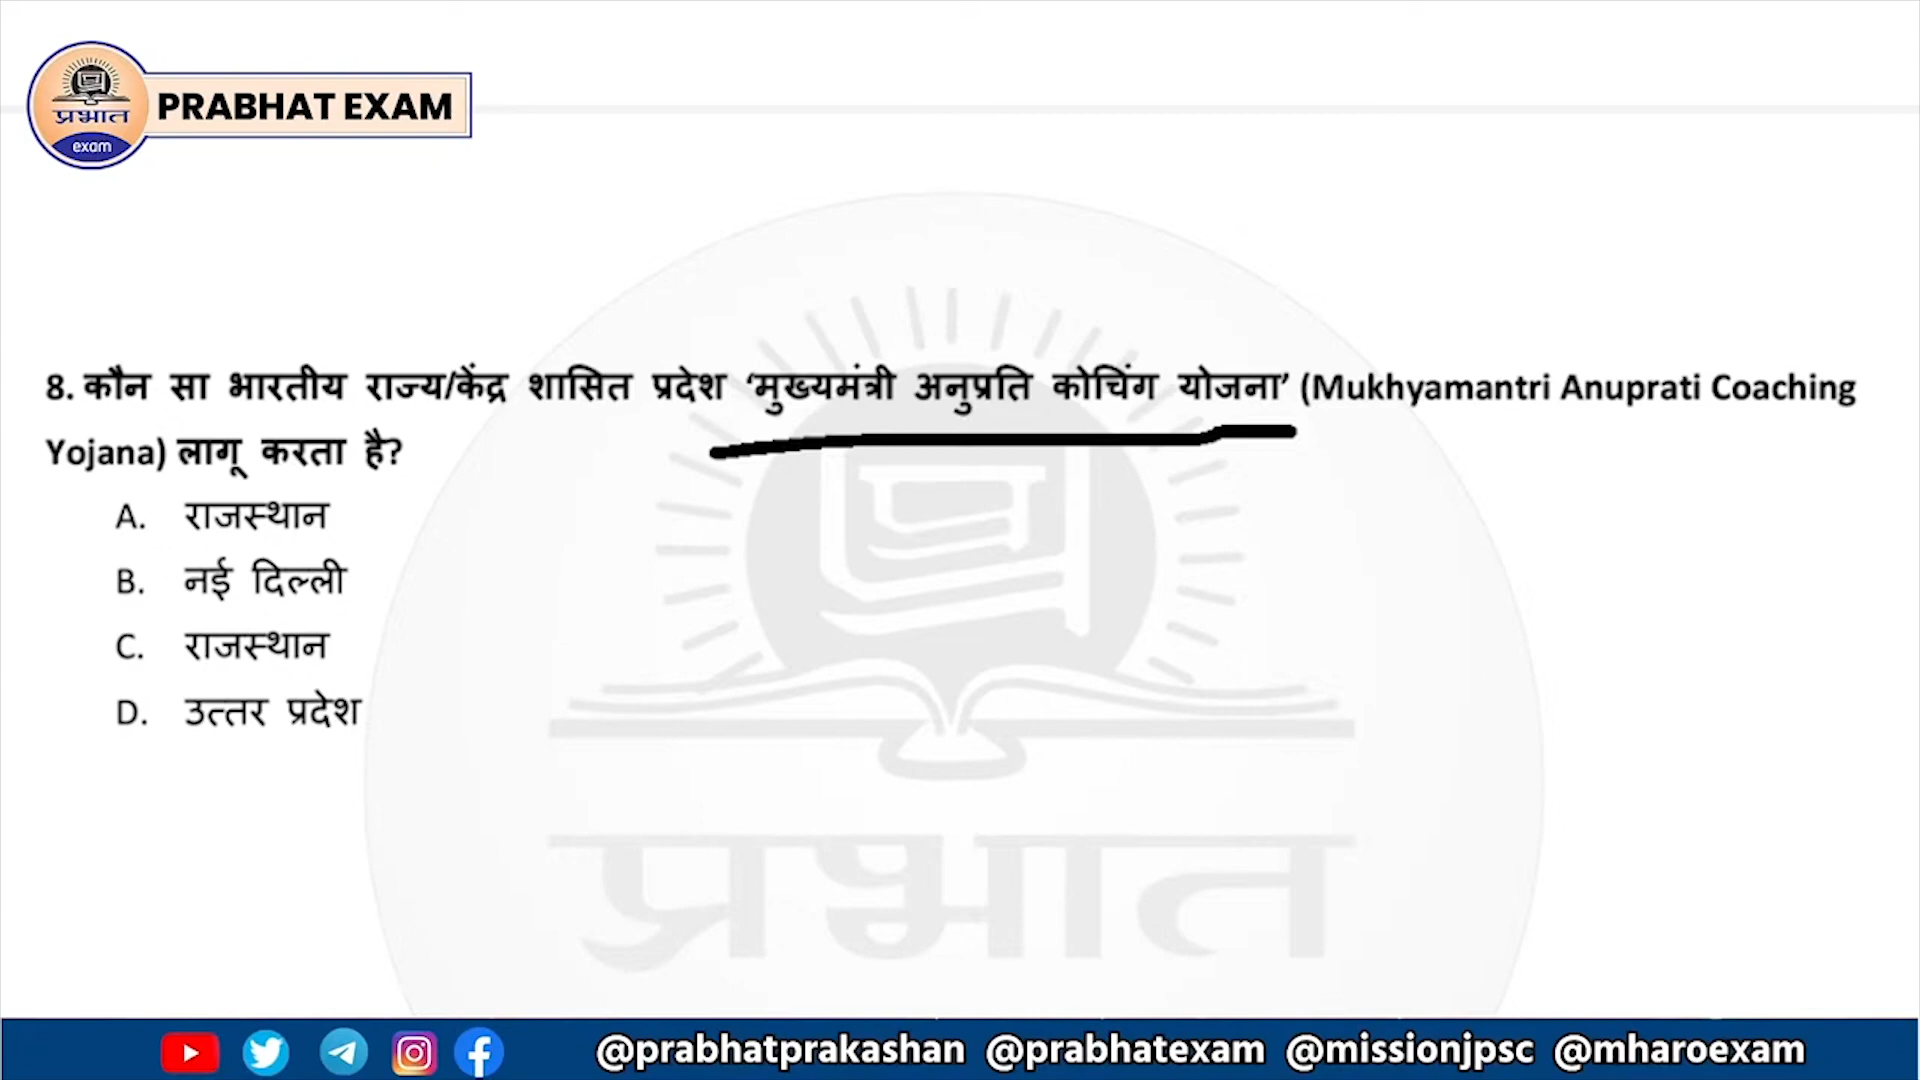 प्रभात
exam
PRABHAT EXAM
8. कौन सा भारतीय राज्य/केंद्र शासित प्रदेश ‘मुख्यमंत्री अनुप्रति कोचिंग योजना’ (Mukhyamantri Anuprati Coaching
Yojana) लागू करता है?
A. राजस्थान
B. नई दिल्ली
C. राजस्थान
D. उत्तर प्रदेश
प्रभात
@prabhatprakashan @prabhatexam @missionjpsc @mharoexam